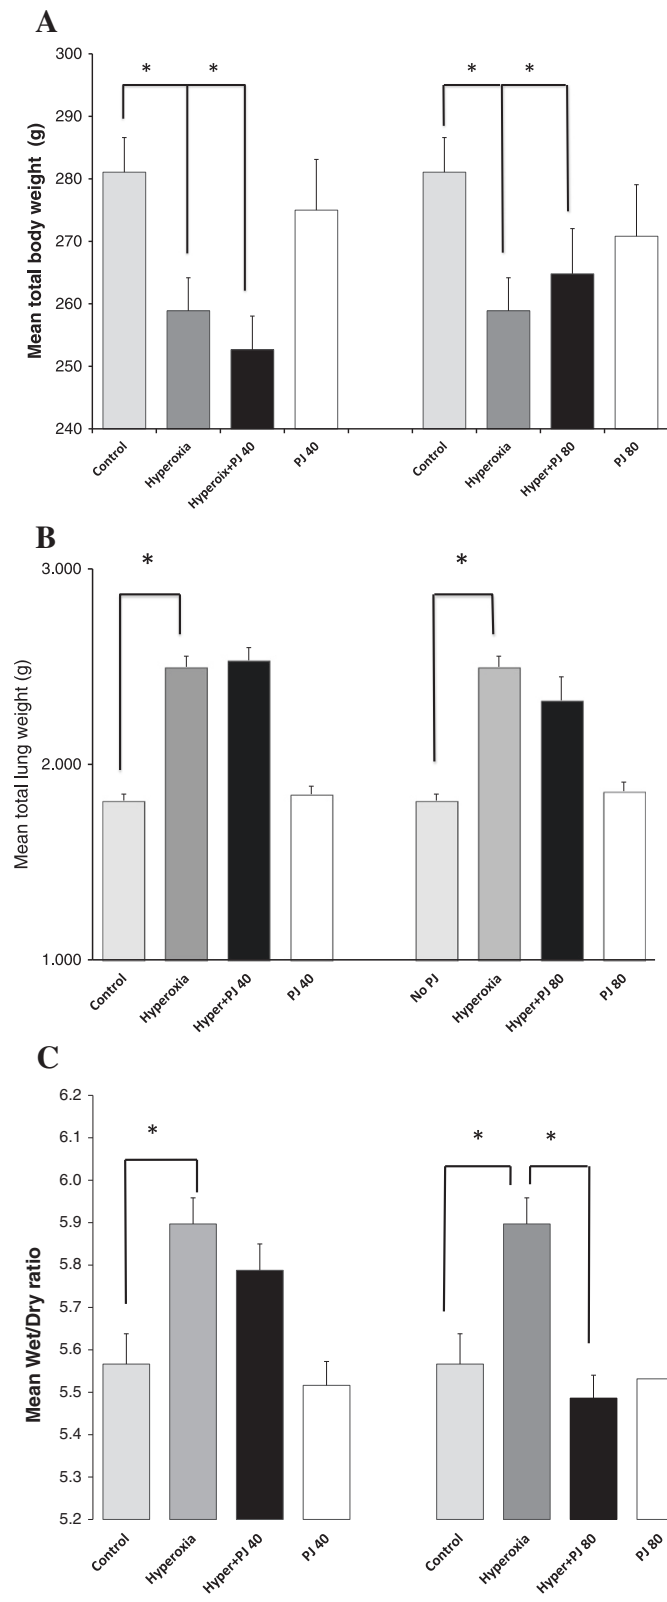 A
Mean total body weight (g)
300
290
280
270
260
250
240
* * * *
Control Hyperoxia Hyperoix+PJ 40 PJ 40 Control Hyperoxia Hyper+PJ 80 PJ 80
B
Mean total lung weight (g)
3.000
2.000
1.000
* *
Control Hyperoxia Hyper+PJ 40 PJ 40 No PJ Hyperoxia Hyper+PJ 80 PJ 80
C
Mean Wet/Dry ratio
6.2
6.1
6.0
5.9
5.8
5.7
5.6
5.5
5.4
5.3
5.2
* * *
Control Hyperoxia Hyper+PJ 40 PJ 40 Control Hyperoxia Hyper+PJ 80 PJ 80